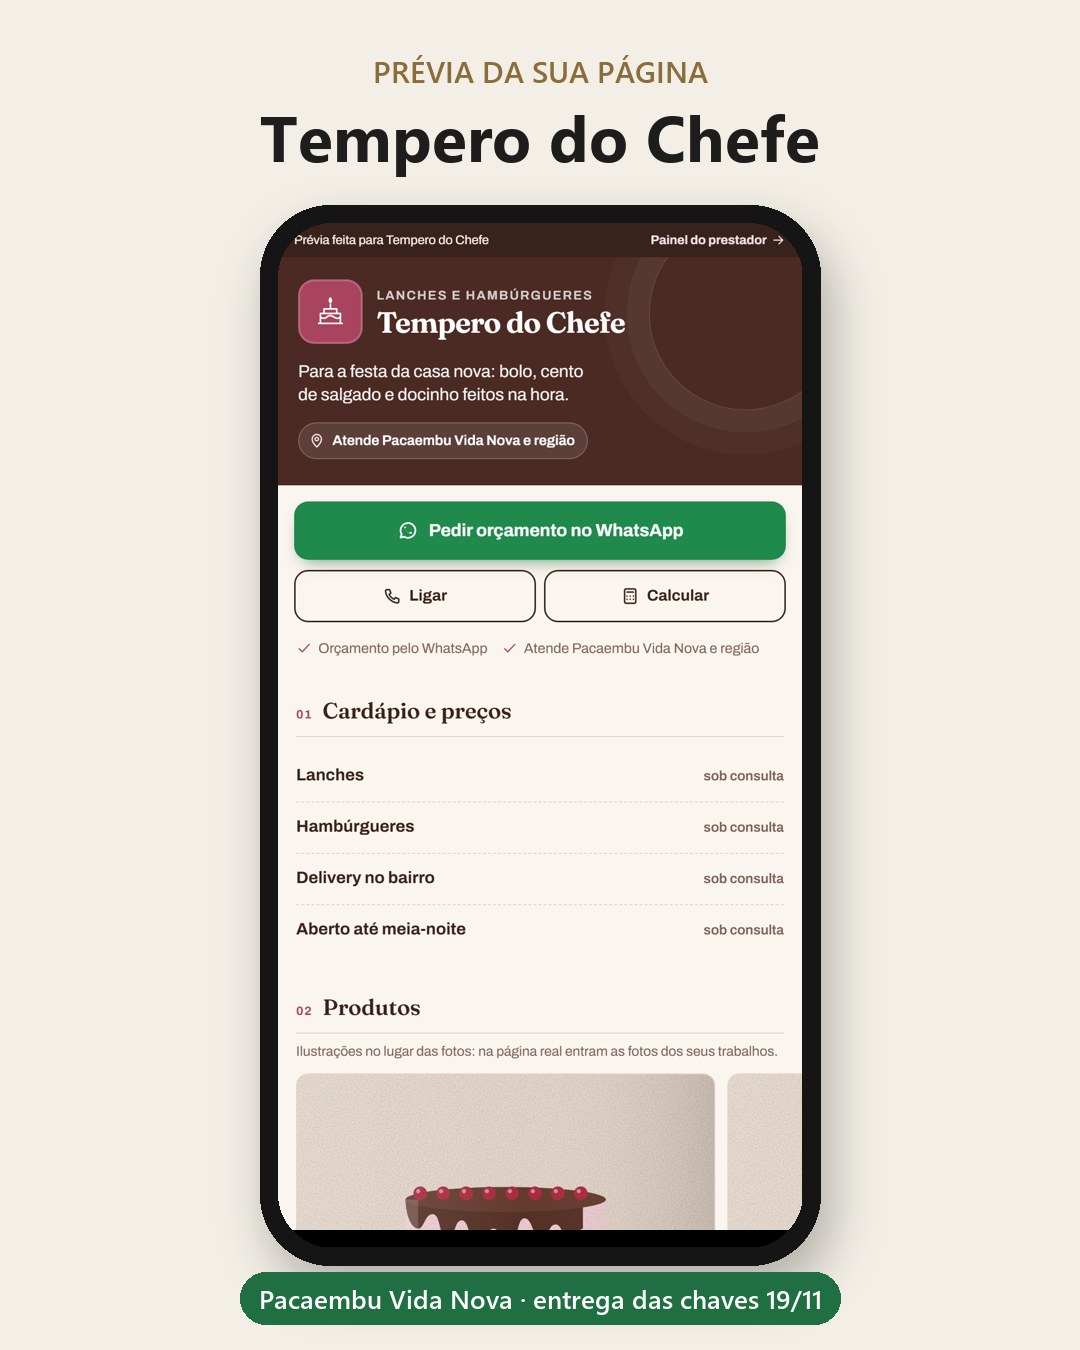 PRÉVIA DA SUA PÁGINA
Tempero do Chefe
Prévia feita para Tempero do Chefe
Painel do prestador →
LANCHES E HAMBÚRGUERES
Tempero do Chefe
Para a festa da casa nova: bolo, cento
de salgado e docinho feitos na hora.
Atende Pacaembu Vida Nova e região
Pedir orçamento no WhatsApp
Ligar
Calcular
Orçamento pelo WhatsApp
Atende Pacaembu Vida Nova e região
01 Cardápio e preços
Lanches sob consulta
Hambúrgueres sob consulta
Delivery no bairro sob consulta
Aberto até meia-noite sob consulta
02 Produtos
Ilustrações no lugar das fotos: na página real entram as fotos dos seus trabalhos.
Pacaembu Vida Nova · entrega das chaves 19/11